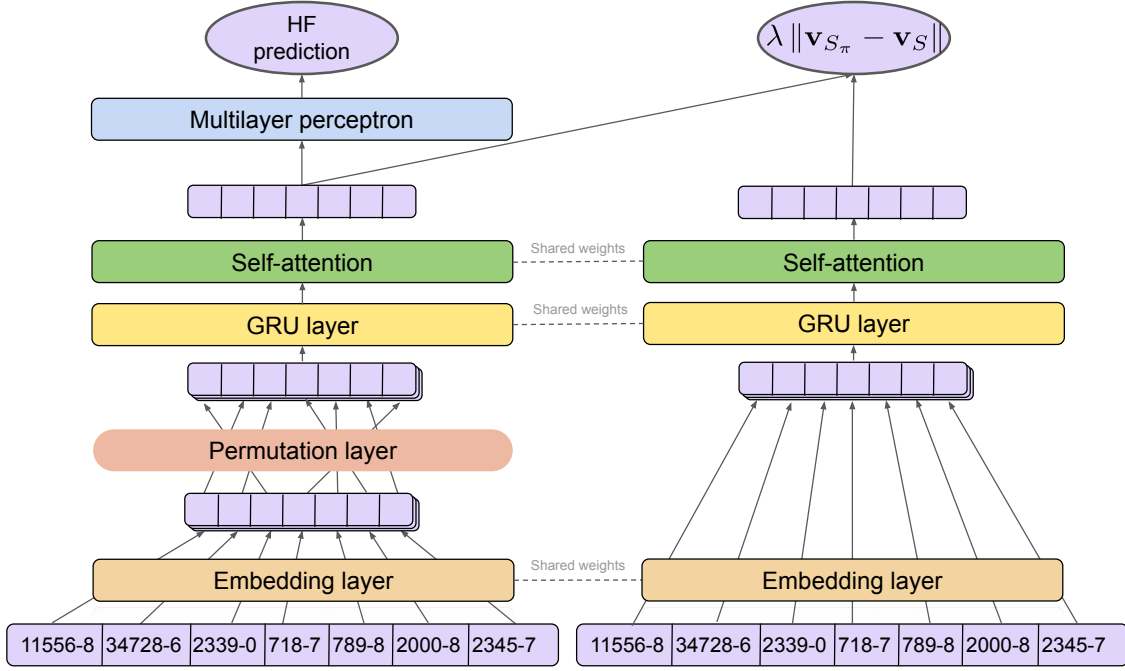 HF
prediction
λ ‖v_{S_π} − v_S‖
Multilayer perceptron
Self-attention
Shared weights
Self-attention
GRU layer
Shared weights
GRU layer
Permutation layer
Embedding layer
Shared weights
Embedding layer
11556-8 34728-6 2339-0 718-7 789-8 2000-8 2345-7
11556-8 34728-6 2339-0 718-7 789-8 2000-8 2345-7